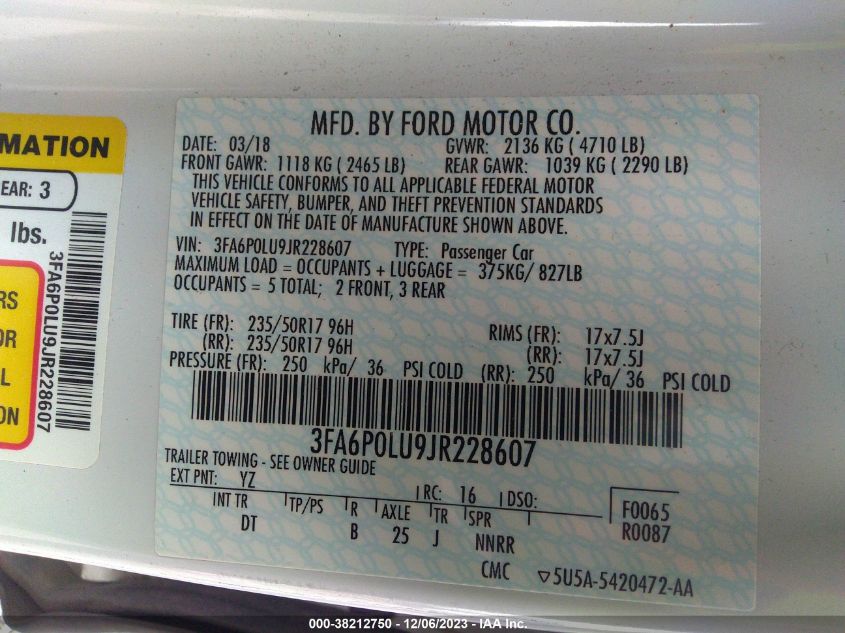 MATION
EAR: 3
lbs.
RS
OR
L
ON
3FA6P0LU9JR228607
MFD. BY FORD MOTOR CO.
DATE: 03/18 GVWR: 2136 KG ( 4710 LB)
FRONT GAWR: 1118 KG ( 2465 LB) REAR GAWR: 1039 KG ( 2290 LB)
THIS VEHICLE CONFORMS TO ALL APPLICABLE FEDERAL MOTOR
VEHICLE SAFETY, BUMPER, AND THEFT PREVENTION STANDARDS
IN EFFECT ON THE DATE OF MANUFACTURE SHOWN ABOVE.
VIN: 3FA6P0LU9JR228607 TYPE: Passenger Car
MAXIMUM LOAD = OCCUPANTS + LUGGAGE = 375KG/ 827LB
OCCUPANTS = 5 TOTAL; 2 FRONT, 3 REAR
TIRE (FR): 235/50R17 96H RIMS (FR): 17x7.5J
(RR): 235/50R17 96H (RR): 17x7.5J
PRESSURE (FR): 250 kPa/ 36 PSI COLD (RR): 250 kPa/ 36 PSI COLD
3FA6P0LU9JR228607
TRAILER TOWING - SEE OWNER GUIDE
EXT PNT: YZ RC: 16 DSO: F0065
INT TR TP/PS R AXLE TR SPR R0087
DT B 25 J NNRR
CMC ▽5U5A-5420472-AA
000-38212750 - 12/06/2023 - IAA Inc.